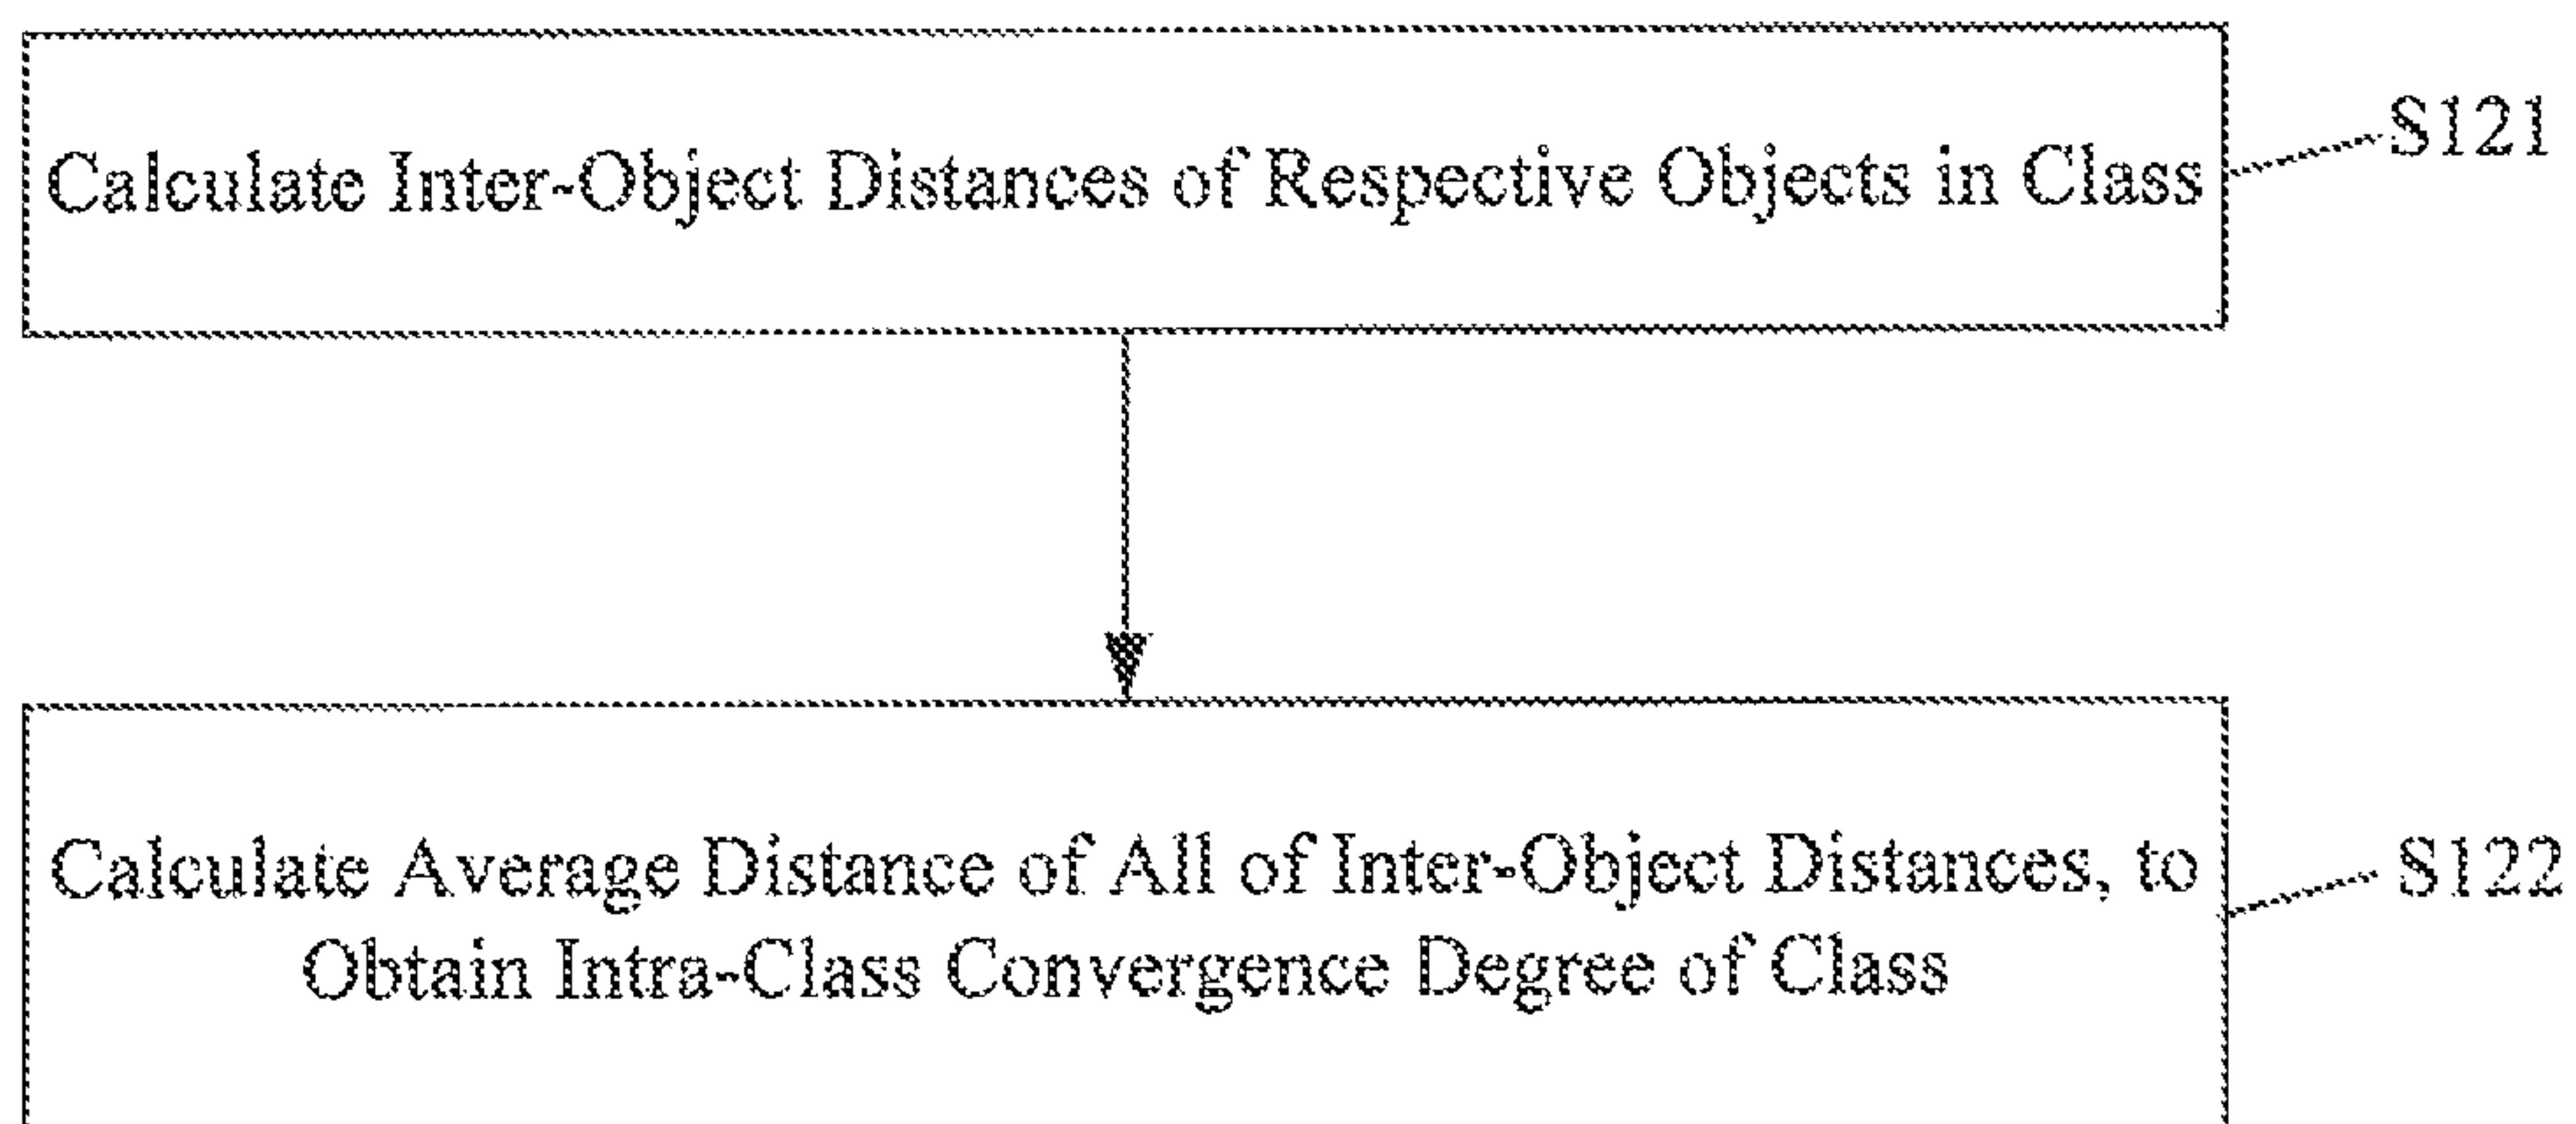 Calculate Inter-Object Distances of Respective Objects in Class
S121
Calculate Average Distance of All of Inter-Object Distances, to
Obtain Intra-Class Convergence Degree of Class
S122